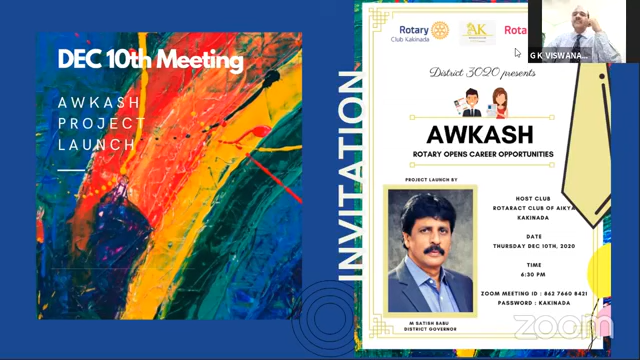 DEC 10th Meeting
AWKASH
PROJECT
LAUNCH
INVITATION
Rotary
Club Kakinada
AK
Rota
G K VISWANA...
District 3020 presents
AWKASH
ROTARY OPENS CAREER OPPORTUNITIES
PROJECT LAUNCH BY
HOST CLUB
ROTARACT CLUB OF AIKYA
KAKINADA
DATE
THURSDAY DEC 10TH, 2020
TIME
6:30 PM
ZOOM MEETING ID : 862 7660 8421
PASSWORD : KAKINADA
M SATISH BABU
DISTRICT GOVERNOR
zoom